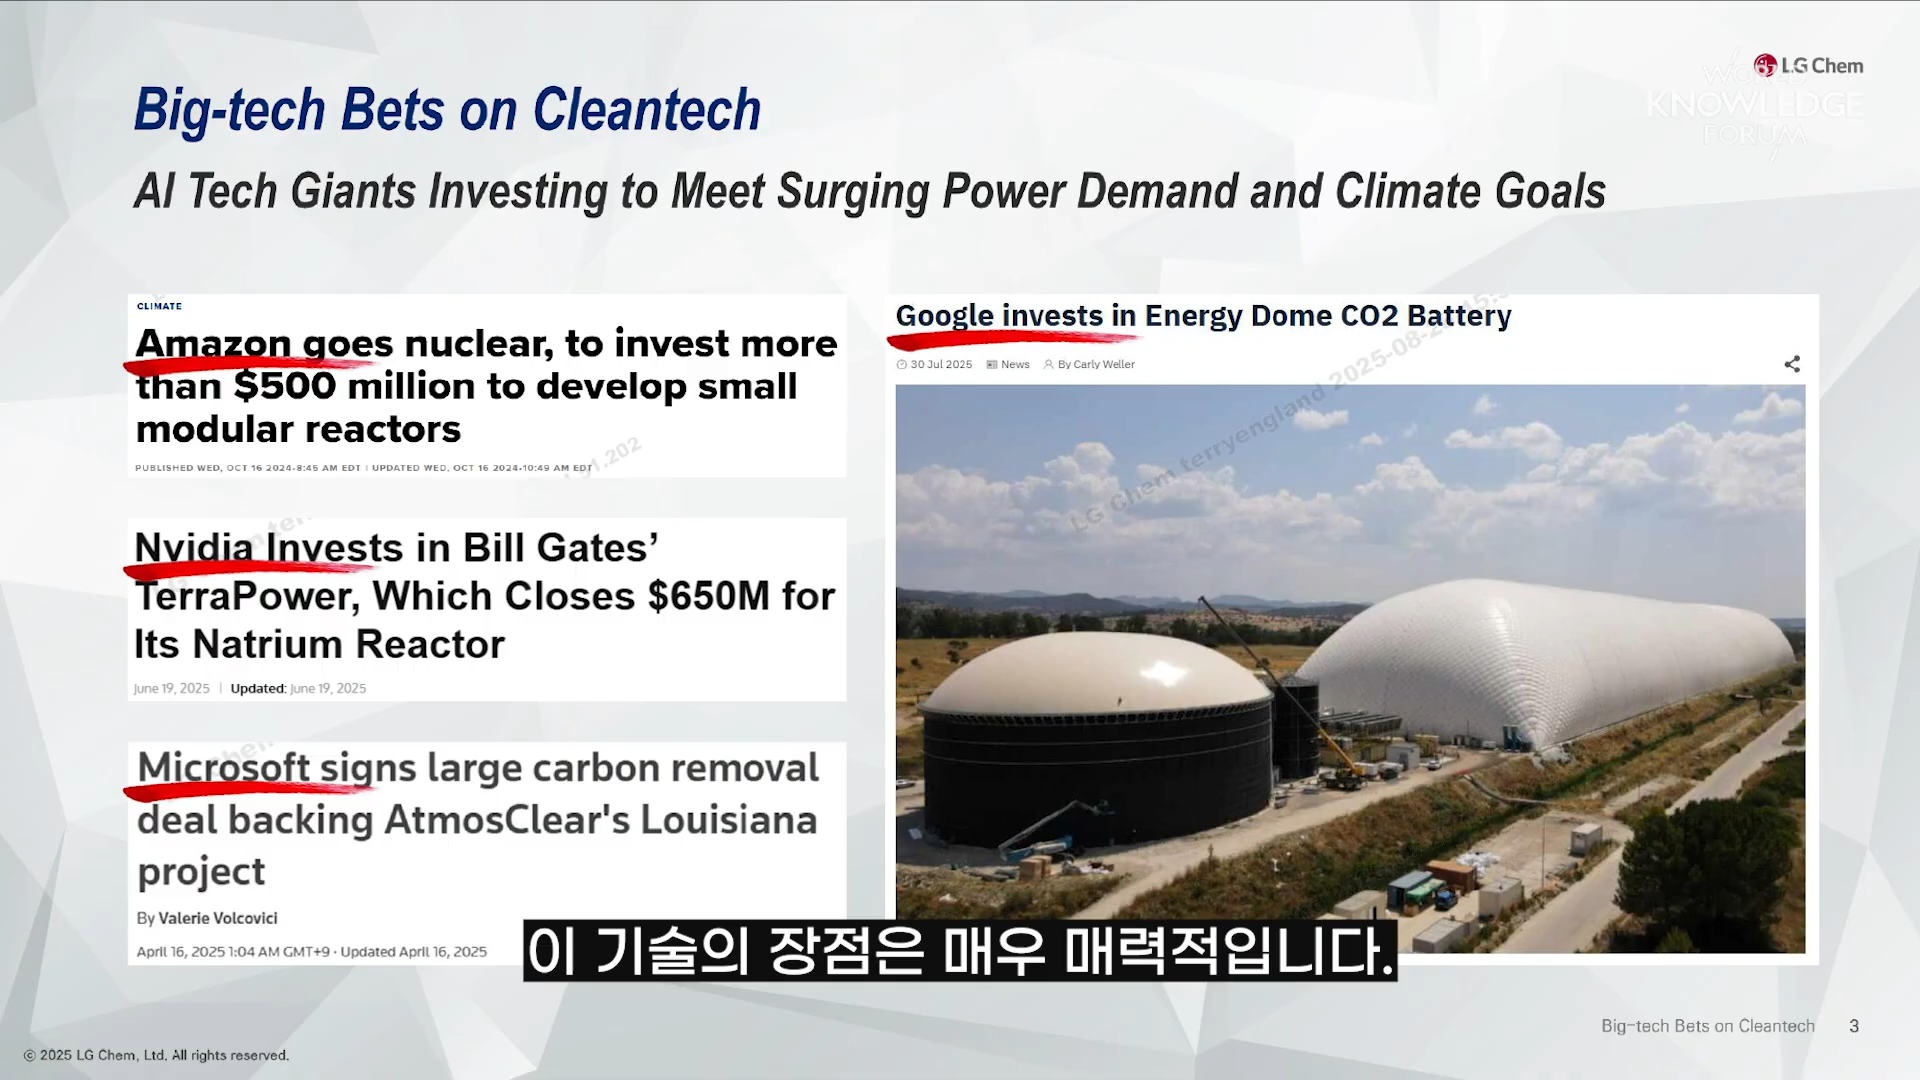 LG Chem
WORLD
KNOWLEDGE
FORUM
Big-tech Bets on Cleantech
AI Tech Giants Investing to Meet Surging Power Demand and Climate Goals
CLIMATE
Amazon goes nuclear, to invest more
than $500 million to develop small
modular reactors
PUBLISHED WED, OCT 16 2024·8:45 AM EDT | UPDATED WED, OCT 16 2024·10:49 AM EDT
Nvidia Invests in Bill Gates’
TerraPower, Which Closes $650M for
Its Natrium Reactor
June 19, 2025 | Updated: June 19, 2025
Microsoft signs large carbon removal
deal backing AtmosClear's Louisiana
project
By Valerie Volcovici
April 16, 2025 1:04 AM GMT+9 · Updated April 16, 2025
Google invests in Energy Dome CO2 Battery
30 Jul 2025 News By Carly Weller
LG Chem terryengland
이 기술의 장점은 매우 매력적입니다.
Big-tech Bets on Cleantech 3
© 2025 LG Chem, Ltd. All rights reserved.